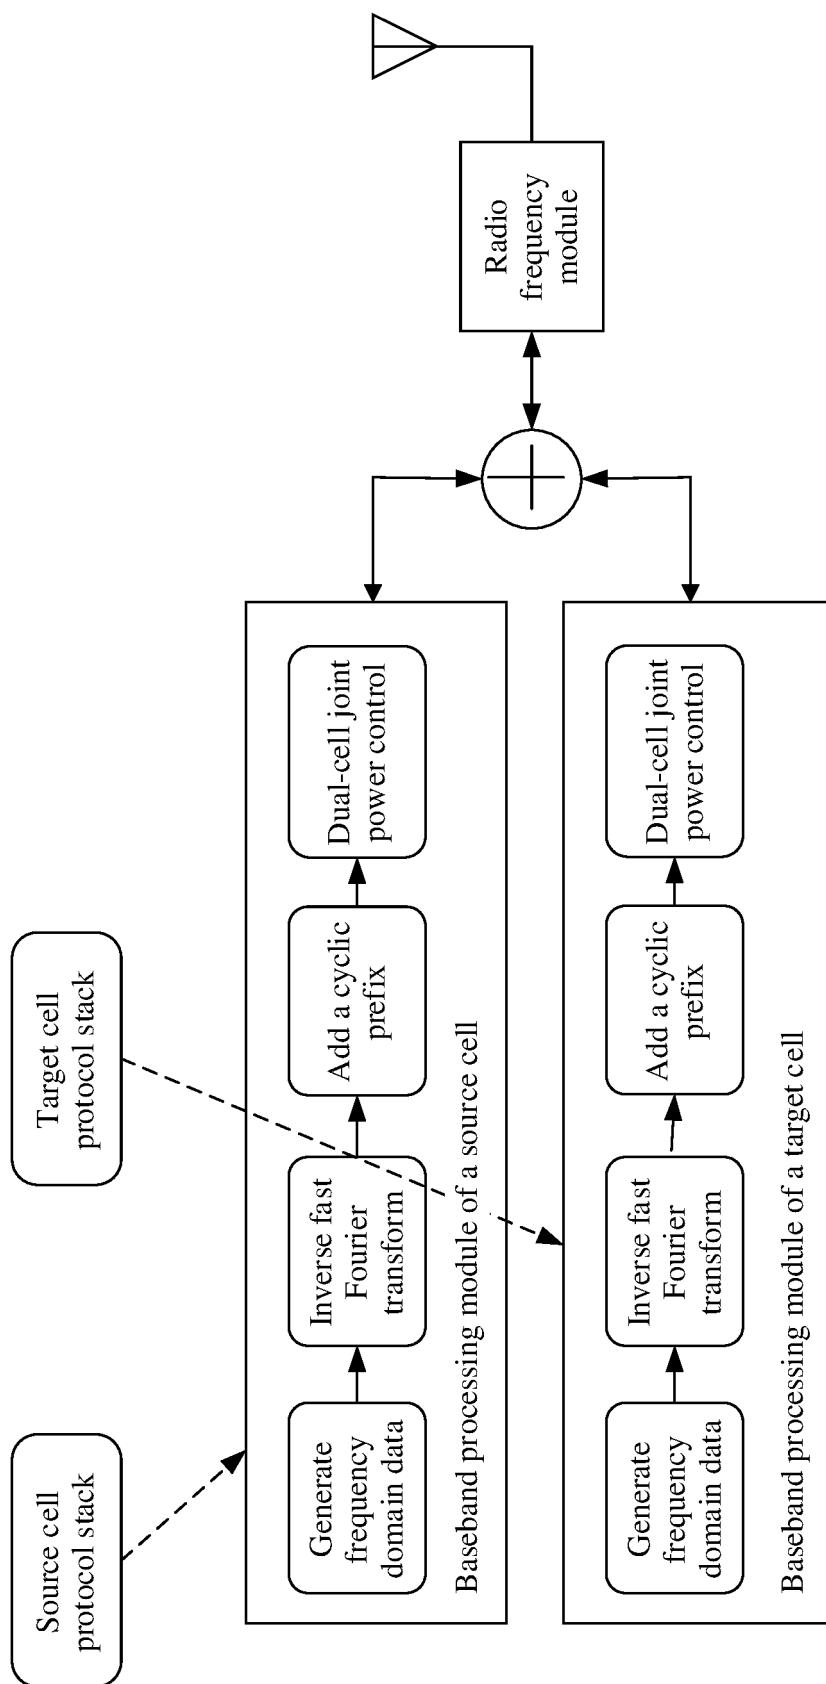 Source cell
protocol stack
Target cell
protocol stack
Generate
frequency
domain data
Inverse fast
Fourier
transform
Add a cyclic
prefix
Dual-cell joint
power control
Baseband processing module of a source cell
Radio
frequency
module
Generate
frequency
domain data
Inverse fast
Fourier
transform
Add a cyclic
prefix
Dual-cell joint
power control
Baseband processing module of a target cell